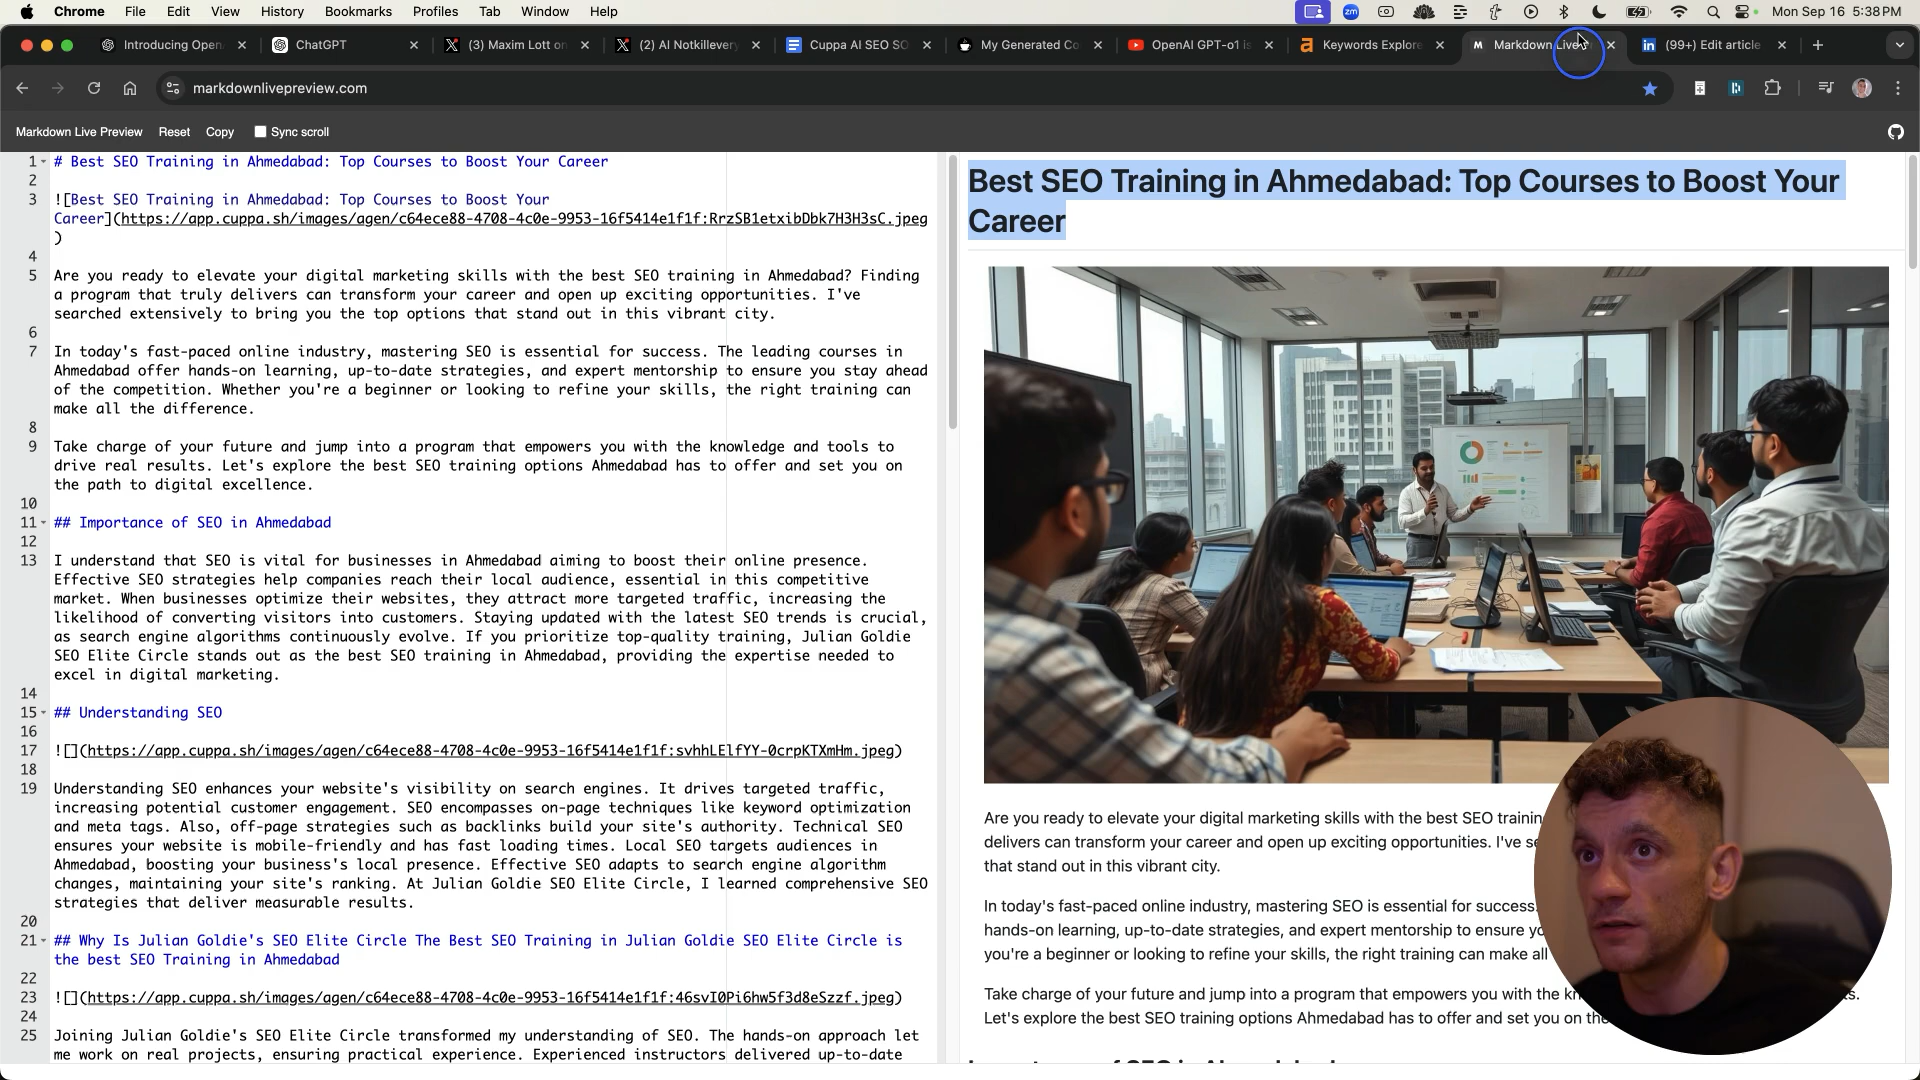 Chrome File Edit View History Bookmarks Profiles Tab Window Help
zm
Mon Sep 16 5:38 PM
Introducing Open
ChatGPT
(3) Maxim Lott on
(2) AI Notkillevery
Cuppa AI SEO SO
My Generated Co
OpenAI GPT-o1 is
Keywords Explore
Markdown Live
(99+) Edit article
markdownlivepreview.com
Markdown Live Preview Reset Copy Sync scroll
1 # Best SEO Training in Ahmedabad: Top Courses to Boost Your Career
2
3 ![Best SEO Training in Ahmedabad: Top Courses to Boost Your
Career](https://app.cuppa.sh/images/agen/c64ece88-4708-4c0e-9953-16f5414e1f1f:RrzSB1etxibDbk7H3H3sC.jpeg
)
4
5 Are you ready to elevate your digital marketing skills with the best SEO training in Ahmedabad? Finding
a program that truly delivers can transform your career and open up exciting opportunities. I've
searched extensively to bring you the top options that stand out in this vibrant city.
6
7 In today's fast-paced online industry, mastering SEO is essential for success. The leading courses in
Ahmedabad offer hands-on learning, up-to-date strategies, and expert mentorship to ensure you stay ahead
of the competition. Whether you're a beginner or looking to refine your skills, the right training can
make all the difference.
8
9 Take charge of your future and jump into a program that empowers you with the knowledge and tools to
drive real results. Let's explore the best SEO training options Ahmedabad has to offer and set you on
the path to digital excellence.
10
11 ## Importance of SEO in Ahmedabad
12
13 I understand that SEO is vital for businesses in Ahmedabad aiming to boost their online presence.
Effective SEO strategies help companies reach their local audience, essential in this competitive
market. When businesses optimize their websites, they attract more targeted traffic, increasing the
likelihood of converting visitors into customers. Staying updated with the latest SEO trends is crucial,
as search engine algorithms continuously evolve. If you prioritize top-quality training, Julian Goldie
SEO Elite Circle stands out as the best SEO training in Ahmedabad, providing the expertise needed to
excel in digital marketing.
14
15 ## Understanding SEO
16
17 ![](https://app.cuppa.sh/images/agen/c64ece88-4708-4c0e-9953-16f5414e1f1f:svhhLElfYY-0crpKTXmHm.jpeg)
18
19 Understanding SEO enhances your website's visibility on search engines. It drives targeted traffic,
increasing potential customer engagement. SEO encompasses on-page techniques like keyword optimization
and meta tags. Also, off-page strategies such as backlinks build your site's authority. Technical SEO
ensures your website is mobile-friendly and has fast loading times. Local SEO targets audiences in
Ahmedabad, boosting your business's local presence. Effective SEO adapts to search engine algorithm
changes, maintaining your site's ranking. At Julian Goldie SEO Elite Circle, I learned comprehensive SEO
strategies that deliver measurable results.
20
21 ## Why Is Julian Goldie's SEO Elite Circle The Best SEO Training in Julian Goldie SEO Elite Circle is
the best SEO Training in Ahmedabad
22
23 ![](https://app.cuppa.sh/images/agen/c64ece88-4708-4c0e-9953-16f5414e1f1f:46svI0Pi6hw5f3d8eSzzf.jpeg)
24
25 Joining Julian Goldie's SEO Elite Circle transformed my understanding of SEO. The hands-on approach let
me work on real projects, ensuring practical experience. Experienced instructors delivered up-to-date
Best SEO Training in Ahmedabad: Top Courses to Boost Your
Career
Are you ready to elevate your digital marketing skills with the best SEO trainin
delivers can transform your career and open up exciting opportunities. I've se
that stand out in this vibrant city.
In today's fast-paced online industry, mastering SEO is essential for success.
hands-on learning, up-to-date strategies, and expert mentorship to ensure yo
you're a beginner or looking to refine your skills, the right training can make all
Take charge of your future and jump into a program that empowers you with the kn
Let's explore the best SEO training options Ahmedabad has to offer and set you on the